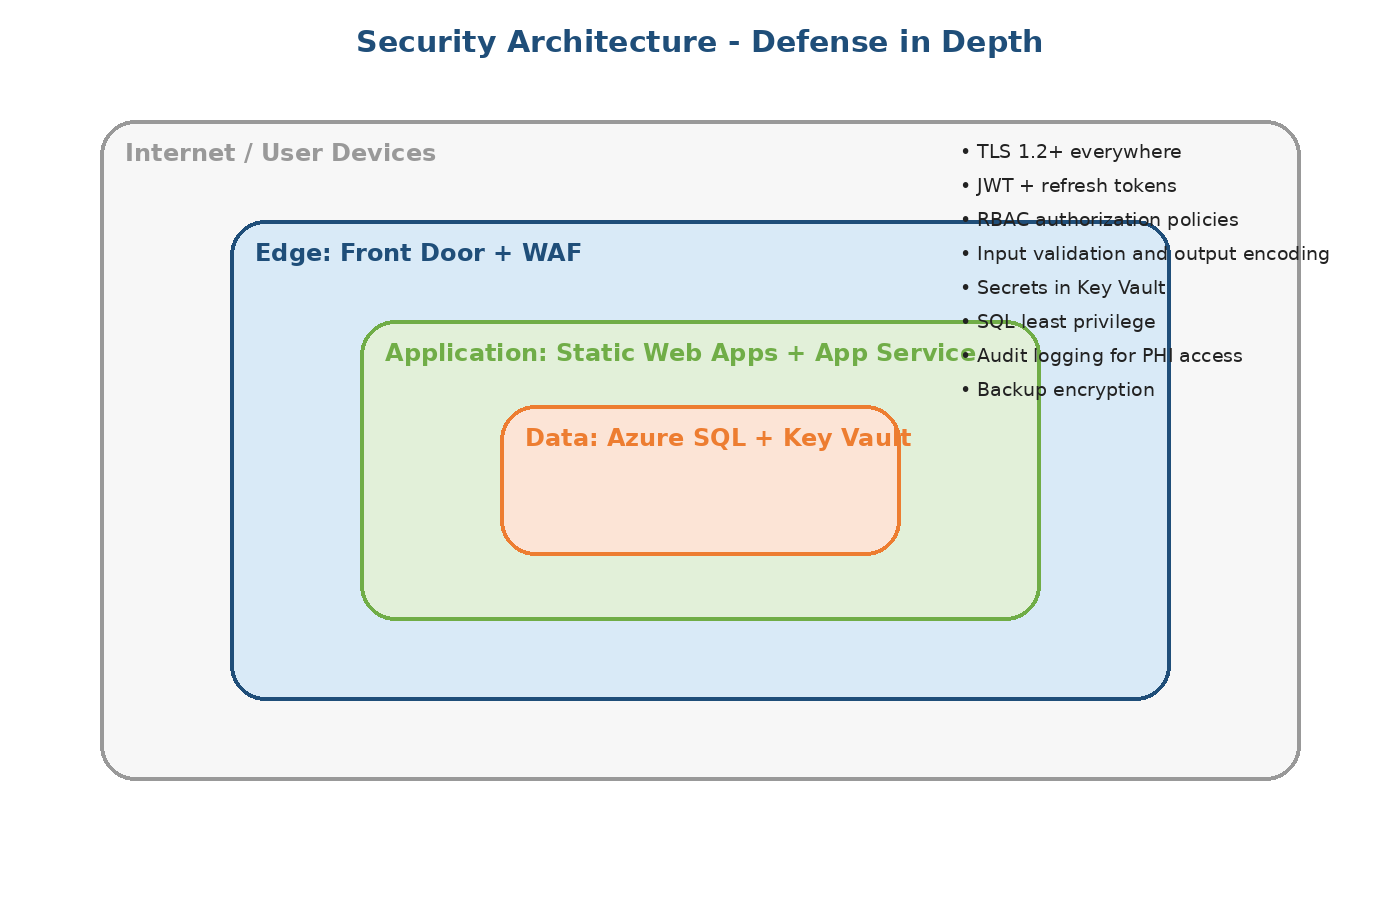 Security Architecture - Defense in Depth
Internet / User Devices
• TLS 1.2+ everywhere
• JWT + refresh tokens
• RBAC authorization policies
Edge: Front Door + WAF
• Input validation and output encoding
• Secrets in Key Vault
• SQL least privilege
Application: Static Web Apps + App Service
• Audit logging for PHI access
• Backup encryption
Data: Azure SQL + Key Vault